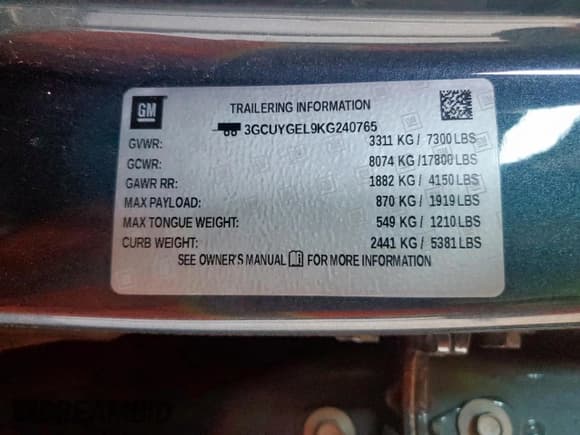 GM
TRAILERING INFORMATION
3GCUYGEL9KG240765
GVWR: 3311 KG / 7300 LBS
GCWR: 8074 KG /17800 LBS
GAWR RR: 1882 KG / 4150 LBS
MAX PAYLOAD: 870 KG / 1919 LBS
MAX TONGUE WEIGHT: 549 KG / 1210 LBS
CURB WEIGHT: 2441 KG / 5381 LBS
SEE OWNER'S MANUAL FOR MORE INFORMATION
DREAMBID